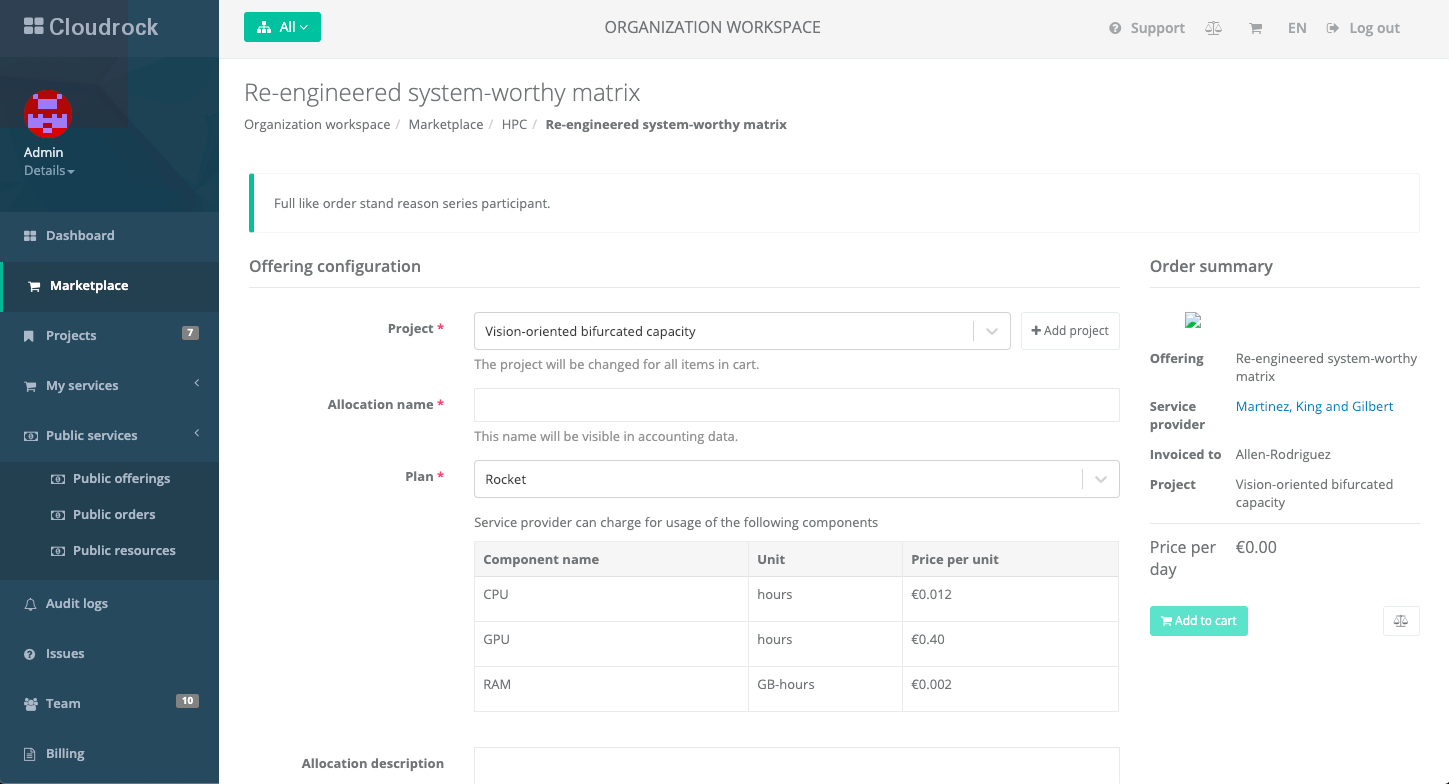 Cloudrock
Admin
Details
Dashboard
Marketplace
Projects 7
My services
Public services
Public offerings
Public orders
Public resources
Audit logs
Issues
Team 10
Billing
All
ORGANIZATION WORKSPACE
Support
EN
Log out
Re-engineered system-worthy matrix
Organization workspace / Marketplace / HPC / Re-engineered system-worthy matrix
Full like order stand reason series participant.
Offering configuration
Project *
Vision-oriented bifurcated capacity
Add project
The project will be changed for all items in cart.
Allocation name *
This name will be visible in accounting data.
Plan *
Rocket
Service provider can charge for usage of the following components
Component name Unit Price per unit
CPU hours €0.012
GPU hours €0.40
RAM GB-hours €0.002
Allocation description
Order summary
Offering Re-engineered system-worthy
matrix
Service Martinez, King and Gilbert
provider
Invoiced to Allen-Rodriguez
Project Vision-oriented bifurcated
capacity
Price per €0.00
day
Add to cart